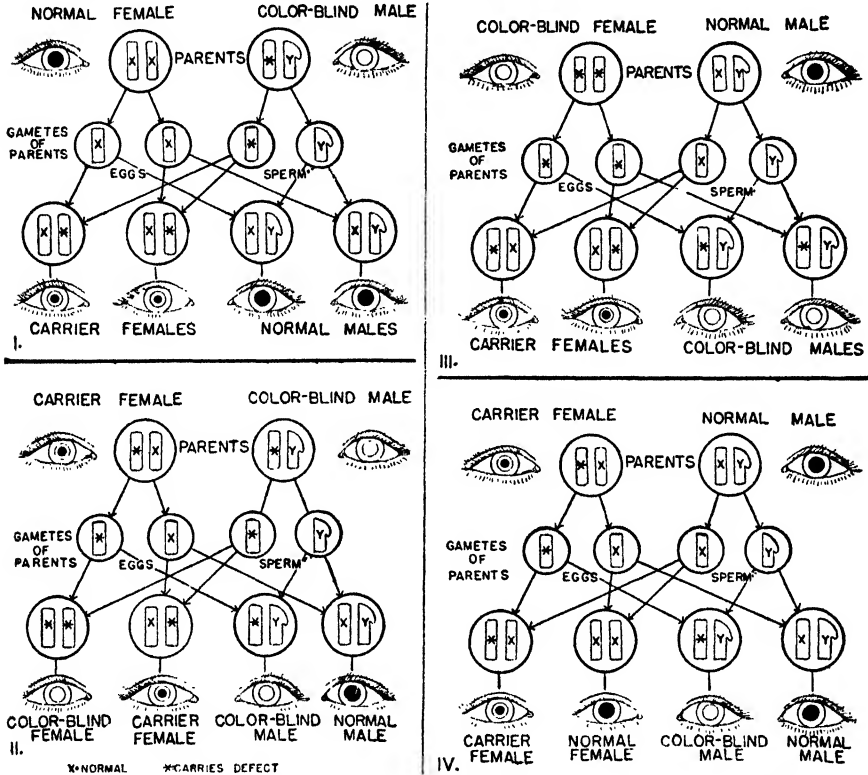 NORMAL FEMALE COLOR-BLIND MALE
X X PARENTS * Y
GAMETES OF PARENTS
X X * Y
EGGS SPERM
X * X * X Y X Y
CARRIER FEMALES NORMAL MALES
I.
CARRIER FEMALE COLOR-BLIND MALE
* X PARENTS * Y
GAMETES OF PARENTS
* X * Y
EGGS SPERM
* * X * * Y X Y
COLOR-BLIND FEMALE
CARRIER FEMALE
COLOR-BLIND MALE
NORMAL MALE
II.
X•NORMAL *•CARRIES DEFECT
COLOR-BLIND FEMALE NORMAL MALE
* * PARENTS X Y
GAMETES OF PARENTS
* * X Y
EGGS SPERM
* X X * * Y * Y
CARRIER FEMALES COLOR-BLIND MALES
III.
CARRIER FEMALE NORMAL MALE
* X PARENTS X Y
GAMETES OF PARENTS
* X X Y
EGGS SPERM
* X X X * Y X Y
CARRIER FEMALE
NORMAL FEMALE
COLOR-BLIND MALE
NORMAL MALE
IV.